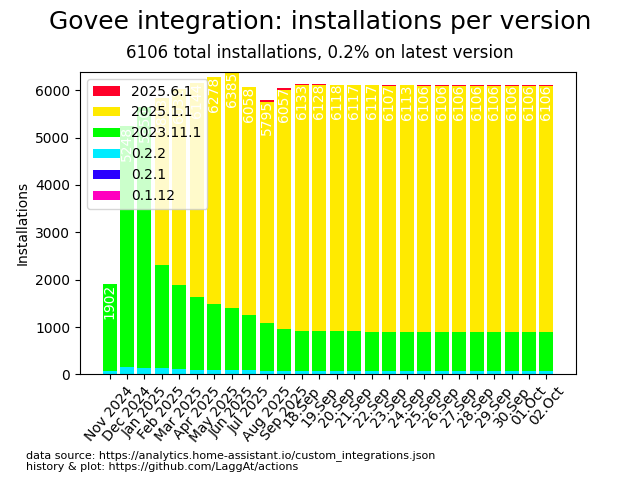 Govee integration: installations per version
6106 total installations, 0.2% on latest version
Installations
6000
5000
4000
3000
2000
1000
0
2025.6.1
2025.1.1
2023.11.1
0.2.2
0.2.1
0.1.12
1902
6278
6385
6058
5795
6057
6133
6128
6118
6117
6117
6107
6113
6106
6106
6106
6106
6106
6106
6106
6106
Nov 2024
Dec 2024
Jan 2025
Feb 2025
Mar 2025
Apr 2025
May 2025
Jun 2025
Jul 2025
Aug 2025
Sep 2025
18.Sep
19.Sep
20.Sep
21.Sep
22.Sep
23.Sep
24.Sep
25.Sep
26.Sep
27.Sep
28.Sep
29.Sep
30.Sep
01.Oct
02.Oct
data source: https://analytics.home-assistant.io/custom_integrations.json
history & plot: https://github.com/LaggAt/actions